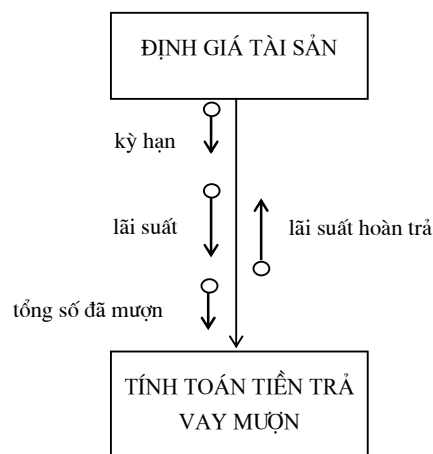 ĐỊNH GIÁ TÀI SẢN
kỳ hạn
lãi suất
lãi suất hoàn trả
tổng số đã mượn
TÍNH TOÁN TIỀN TRẢ
VAY MƯỢN